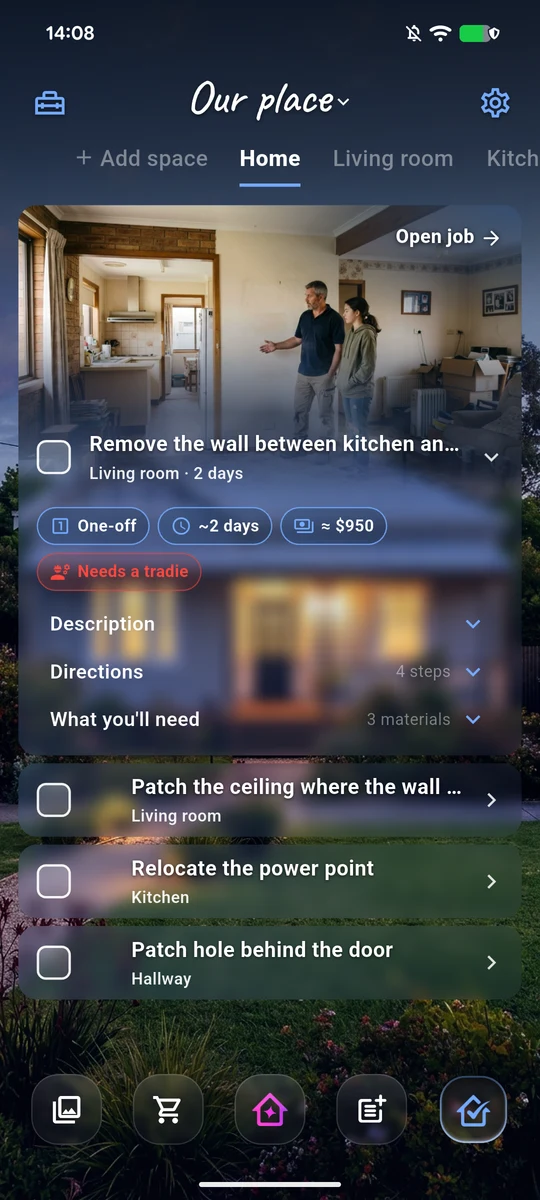 14:08
Our place
+ Add space
Home
Living room
Kitch
Open job →
Remove the wall between kitchen an...
Living room · 2 days
1 One-off
~2 days
≈ $950
Needs a tradie
Description
Directions
4 steps
What you'll need
3 materials
Patch the ceiling where the wall ...
Living room
Relocate the power point
Kitchen
Patch hole behind the door
Hallway